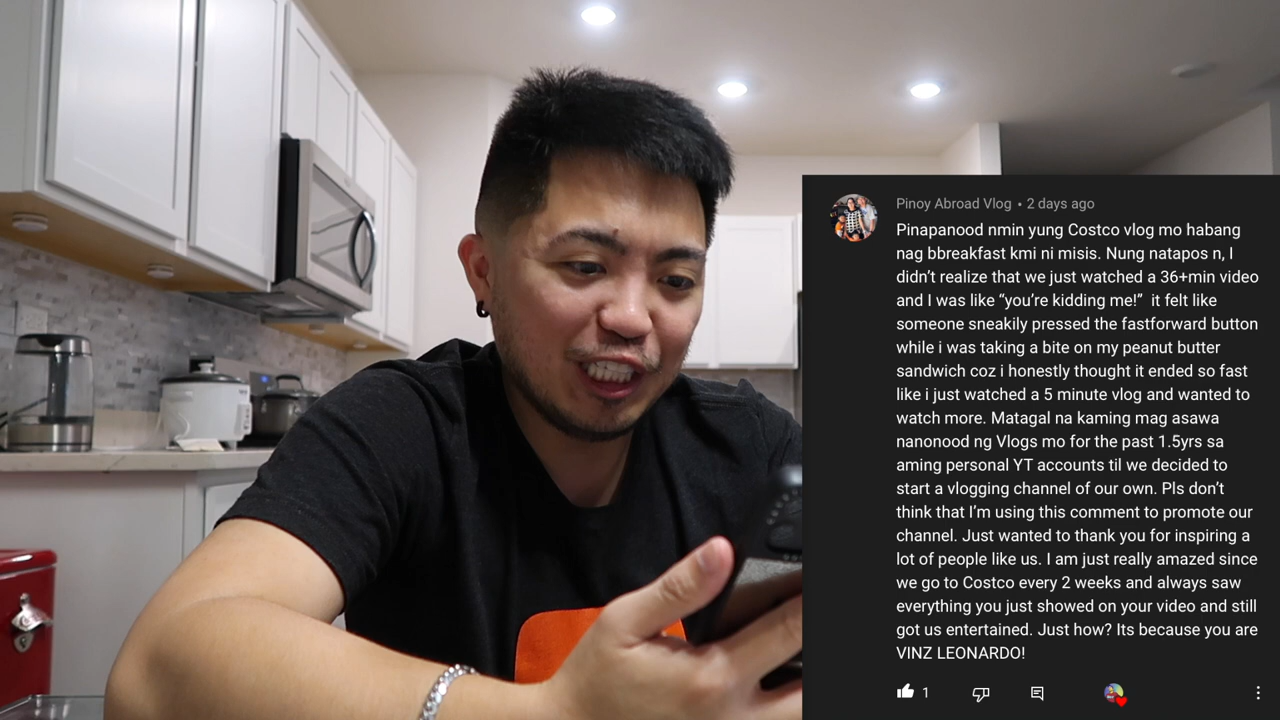 Pinoy Abroad Vlog • 2 days ago
Pinapanood nmin yung Costco vlog mo habang
nag bbreakfast kmi ni misis. Nung natapos n, I
didn’t realize that we just watched a 36+min video
and I was like “you’re kidding me!”  it felt like
someone sneakily pressed the fastforward button
while i was taking a bite on my peanut butter
sandwich coz i honestly thought it ended so fast
like i just watched a 5 minute vlog and wanted to
watch more. Matagal na kaming mag asawa
nanonood ng Vlogs mo for the past 1.5yrs sa
aming personal YT accounts til we decided to
start a vlogging channel of our own. Pls don’t
think that I’m using this comment to promote our
channel. Just wanted to thank you for inspiring a
lot of people like us. I am just really amazed since
we go to Costco every 2 weeks and always saw
everything you just showed on your video and still
got us entertained. Just how? Its because you are
VINZ LEONARDO!
1